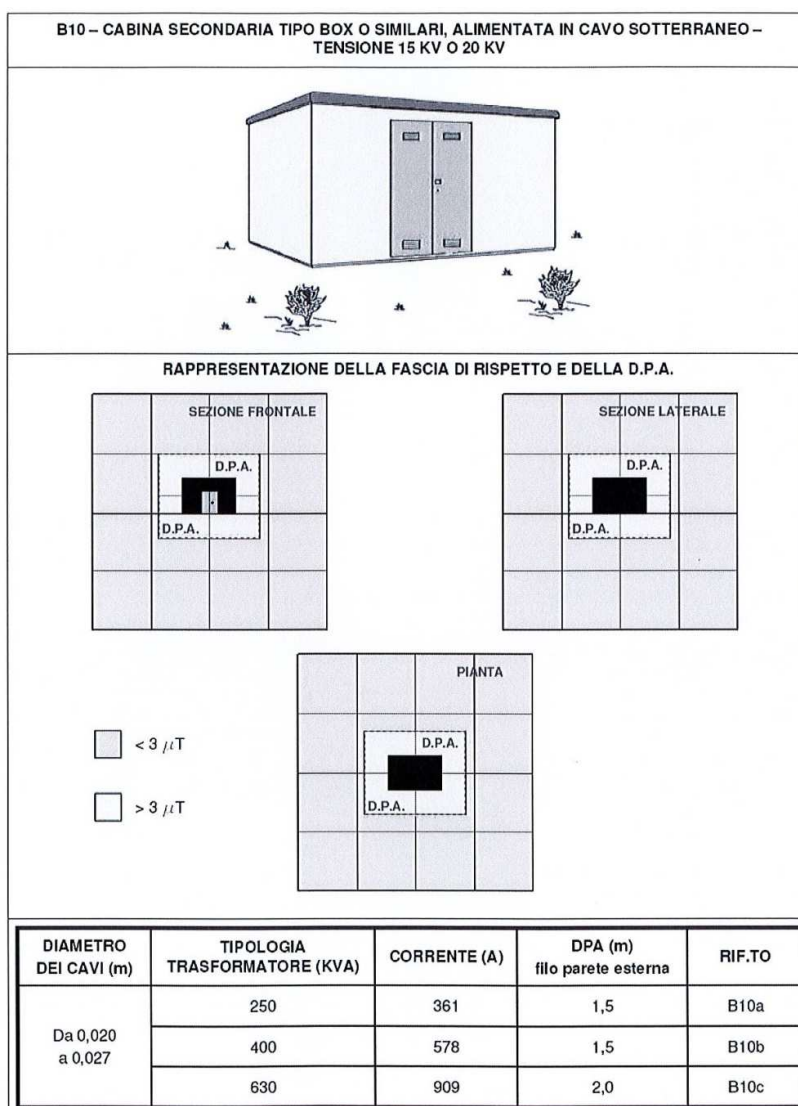 B10 – CABINA SECONDARIA TIPO BOX O SIMILARI, ALIMENTATA IN CAVO SOTTERRANEO –
TENSIONE 15 KV O 20 KV
RAPPRESENTAZIONE DELLA FASCIA DI RISPETTO E DELLA D.P.A.
SEZIONE FRONTALE
D.P.A.
D.P.A.
SEZIONE LATERALE
D.P.A.
D.P.A.
PIANTA
D.P.A.
D.P.A.
< 3 μT
> 3 μT
DIAMETRO
DEI CAVI (m)
TIPOLOGIA
TRASFORMATORE (KVA)
CORRENTE (A)
DPA (m)
filo parete esterna
RIF.TO
Da 0,020
a 0,027
250
361
1,5
B10a
400
578
1,5
B10b
630
909
2,0
B10c